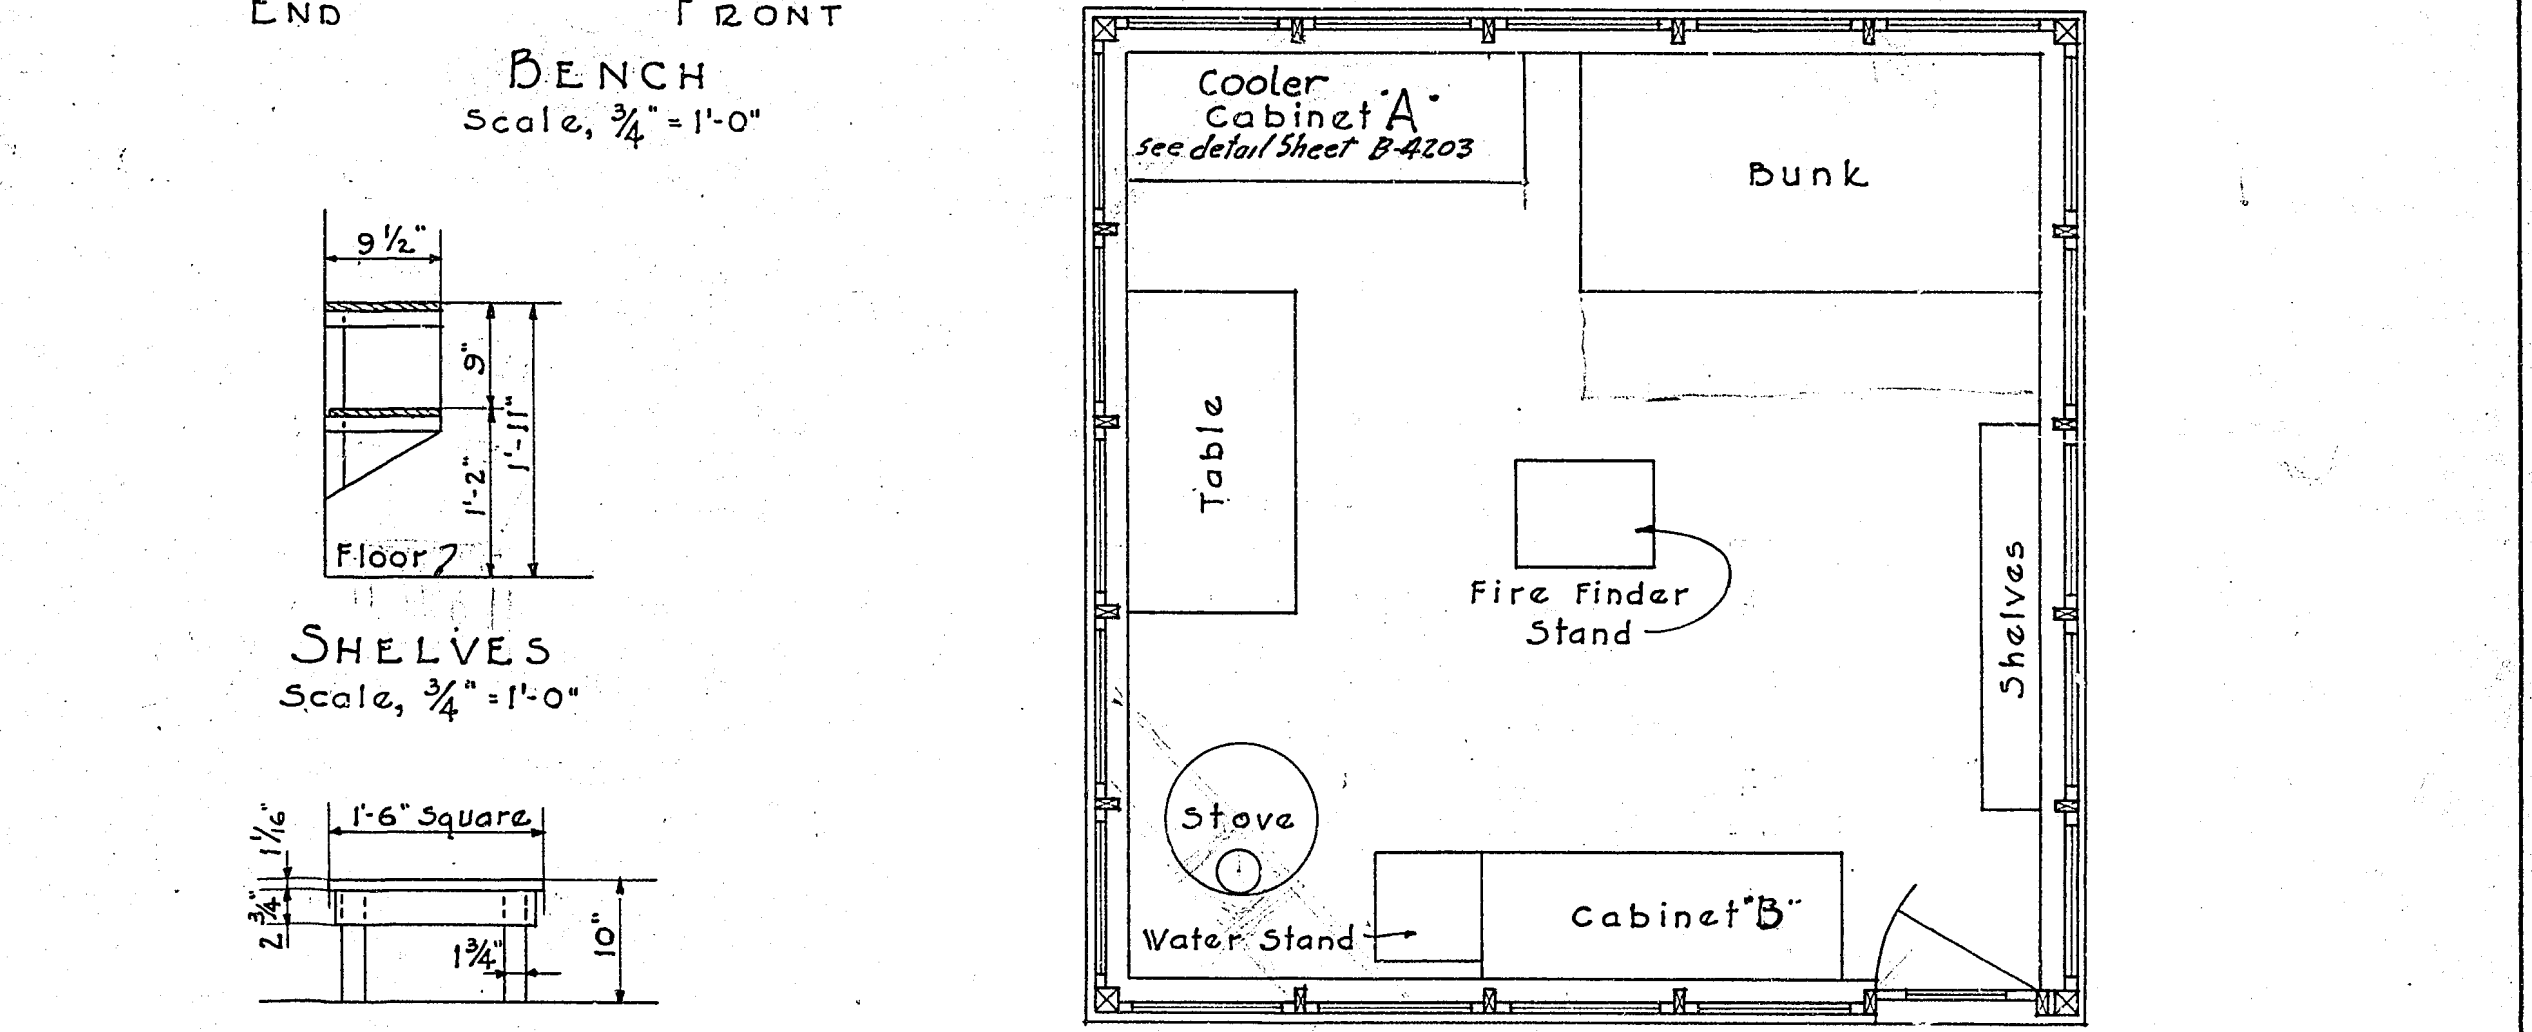 END FRONT
BENCH
Scale, 3/4" = 1'-0"
9 1/2"
9"
1'-11"
1'-2"
Floor
SHELVES
Scale, 3/4" = 1'-0"
1 1/16"
1'-6" Square
2 3/4"
1 3/4"
10"
Cooler
Cabinet "A"
see detail Sheet B-4203
Bunk
Table
Fire Finder
Stand
Shelves
Stove
Water Stand
Cabinet "B"